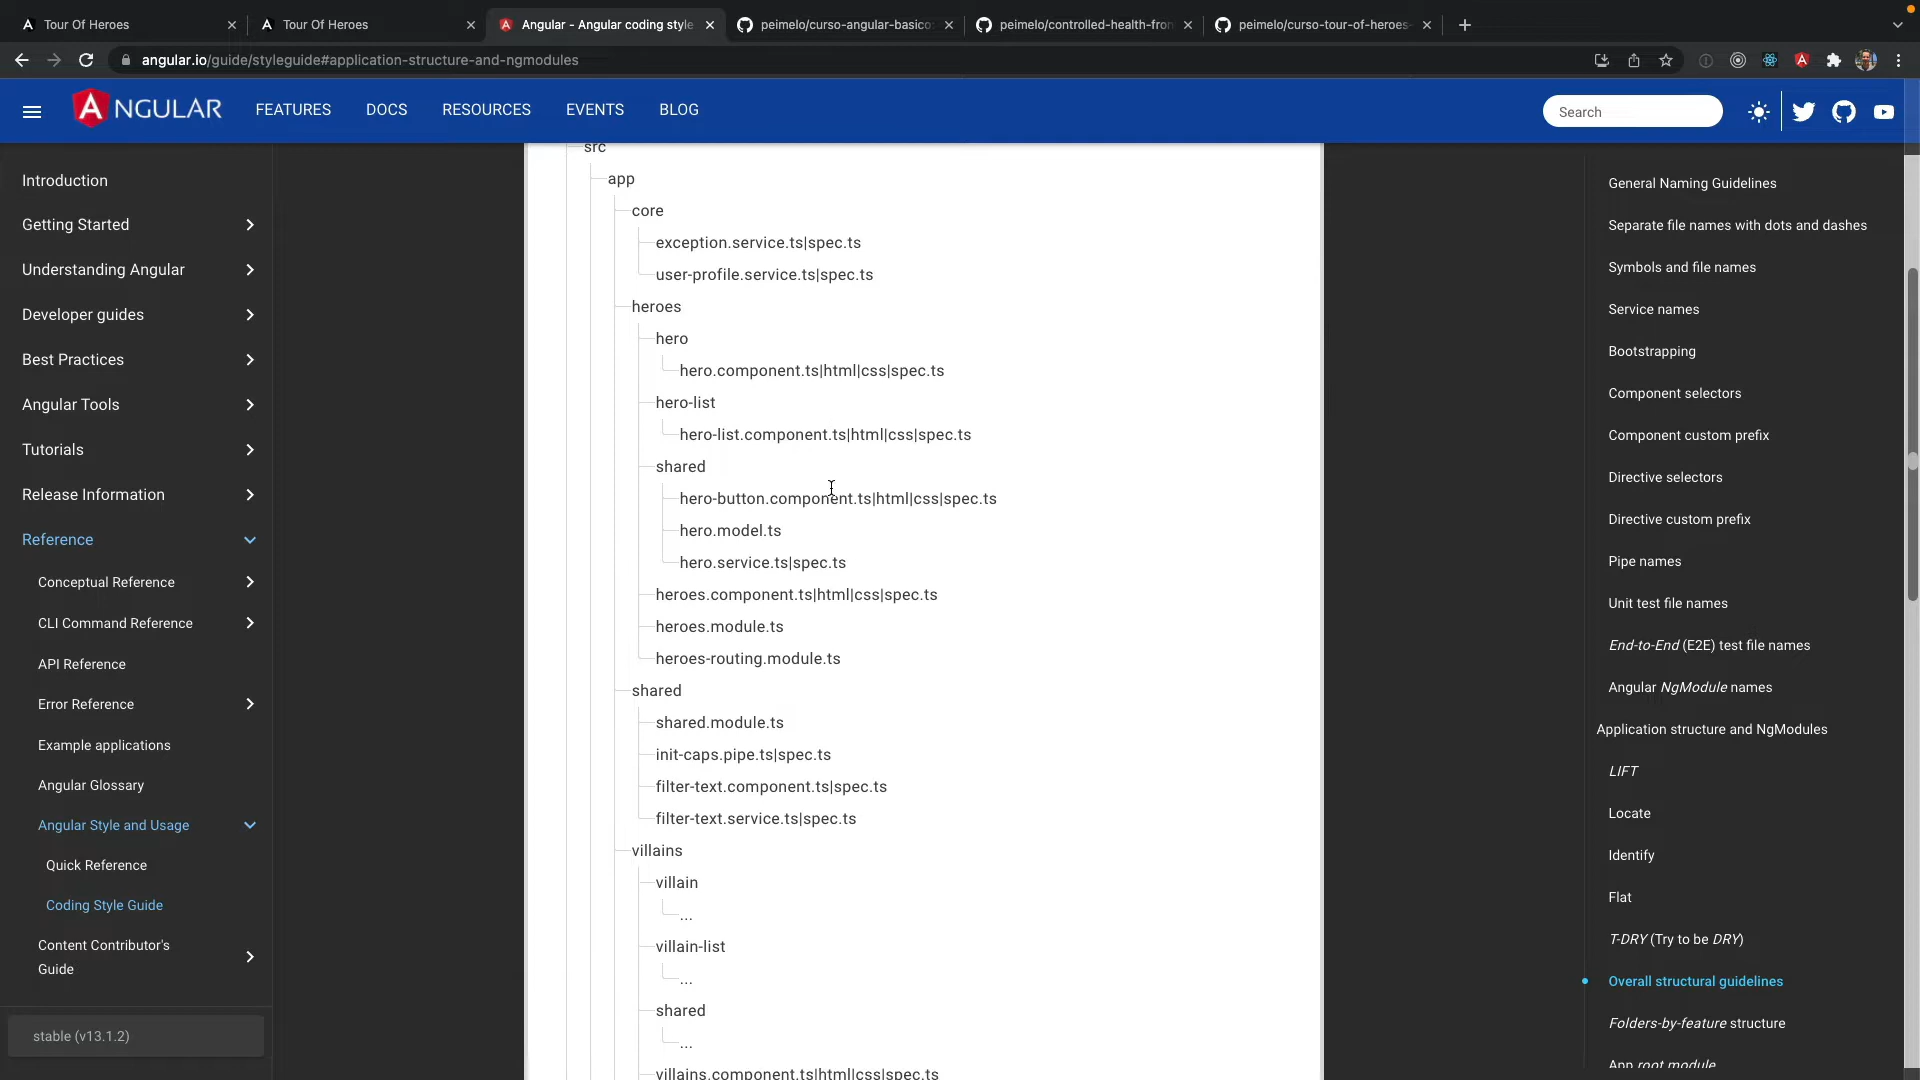 Tour Of Heroes
Tour Of Heroes
Angular - Angular coding style
peimelo/curso-angular-basico
peimelo/controlled-health-fron
peimelo/curso-tour-of-heroes-
angular.io/guide/styleguide#application-structure-and-ngmodules
ANGULAR
FEATURES
DOCS
RESOURCES
EVENTS
BLOG
Search
Introduction
Getting Started
Understanding Angular
Developer guides
Best Practices
Angular Tools
Tutorials
Release Information
Reference
Conceptual Reference
CLI Command Reference
API Reference
Error Reference
Example applications
Angular Glossary
Angular Style and Usage
Quick Reference
Coding Style Guide
Content Contributor's
Guide
stable (v13.1.2)
src
app
core
exception.service.ts|spec.ts
user-profile.service.ts|spec.ts
heroes
hero
hero.component.ts|html|css|spec.ts
hero-list
hero-list.component.ts|html|css|spec.ts
shared
hero-button.component.ts|html|css|spec.ts
hero.model.ts
hero.service.ts|spec.ts
heroes.component.ts|html|css|spec.ts
heroes.module.ts
heroes-routing.module.ts
shared
shared.module.ts
init-caps.pipe.ts|spec.ts
filter-text.component.ts|spec.ts
filter-text.service.ts|spec.ts
villains
villain
...
villain-list
...
shared
...
villains.component.ts|html|css|spec.ts
General Naming Guidelines
Separate file names with dots and dashes
Symbols and file names
Service names
Bootstrapping
Component selectors
Component custom prefix
Directive selectors
Directive custom prefix
Pipe names
Unit test file names
End-to-End (E2E) test file names
Angular NgModule names
Application structure and NgModules
LIFT
Locate
Identify
Flat
T-DRY (Try to be DRY)
Overall structural guidelines
Folders-by-feature structure
App root module